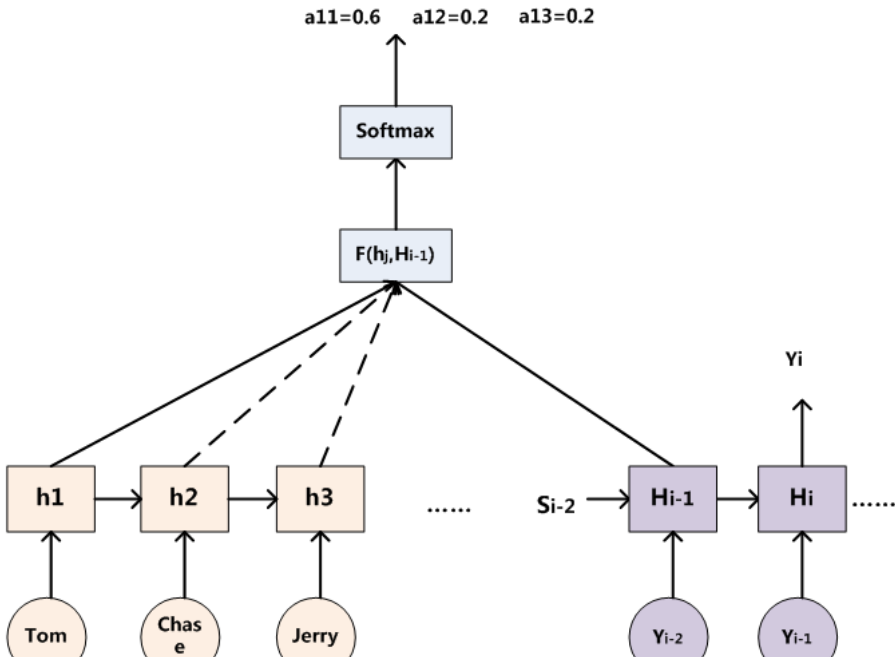 a11=0.6 a12=0.2 a13=0.2
Softmax
F(hj,Hi-1)
Yi
h1 h2 h3 ...... Si-2 Hi-1 Hi ......
Tom Chas Jerry Yi-2 Yi-1
e